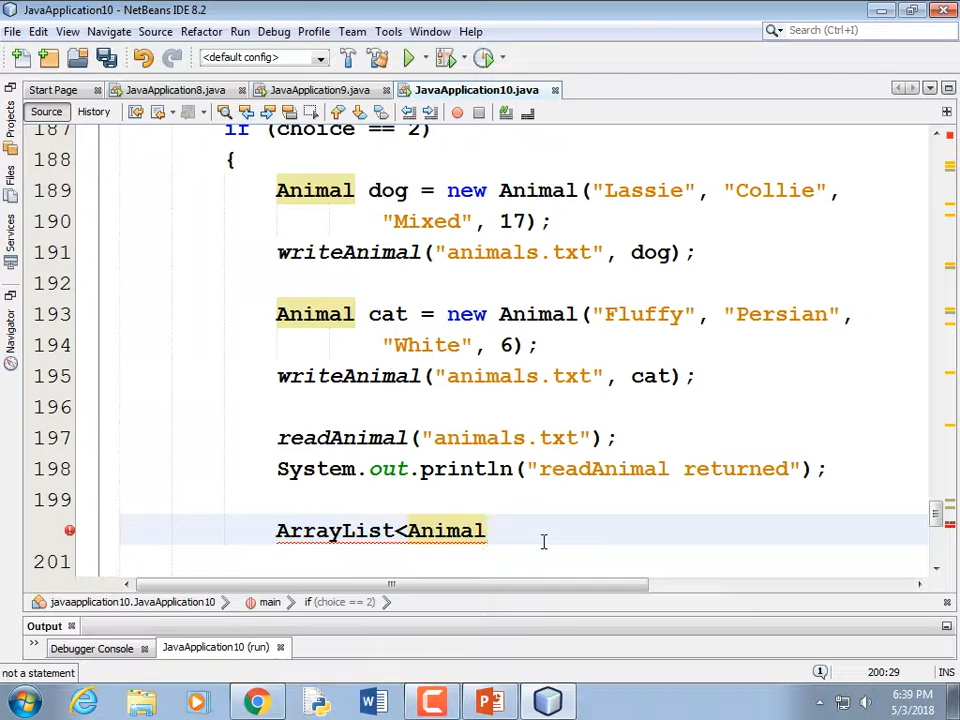 JavaApplication10 - NetBeans IDE 8.2
File Edit View Navigate Source Refactor Run Debug Profile Team Tools Window Help
Search (Ctrl+I)
<default config>
Start Page JavaApplication8.java JavaApplication9.java JavaApplication10.java
Source History
Projects
Files
Services
Navigator
187 if (choice == 2)
188 {
189 Animal dog = new Animal("Lassie", "Collie",
190 "Mixed", 17);
191 writeAnimal("animals.txt", dog);
192
193 Animal cat = new Animal("Fluffy", "Persian",
194 "White", 6);
195 writeAnimal("animals.txt", cat);
196
197 readAnimal("animals.txt");
198 System.out.println("readAnimal returned");
199
ArrayList<Animal
201
javaapplication10.JavaApplication10 main if (choice == 2)
Output
Debugger Console JavaApplication10 (run)
not a statement 1 200:29 INS
6:39 PM
5/3/2018